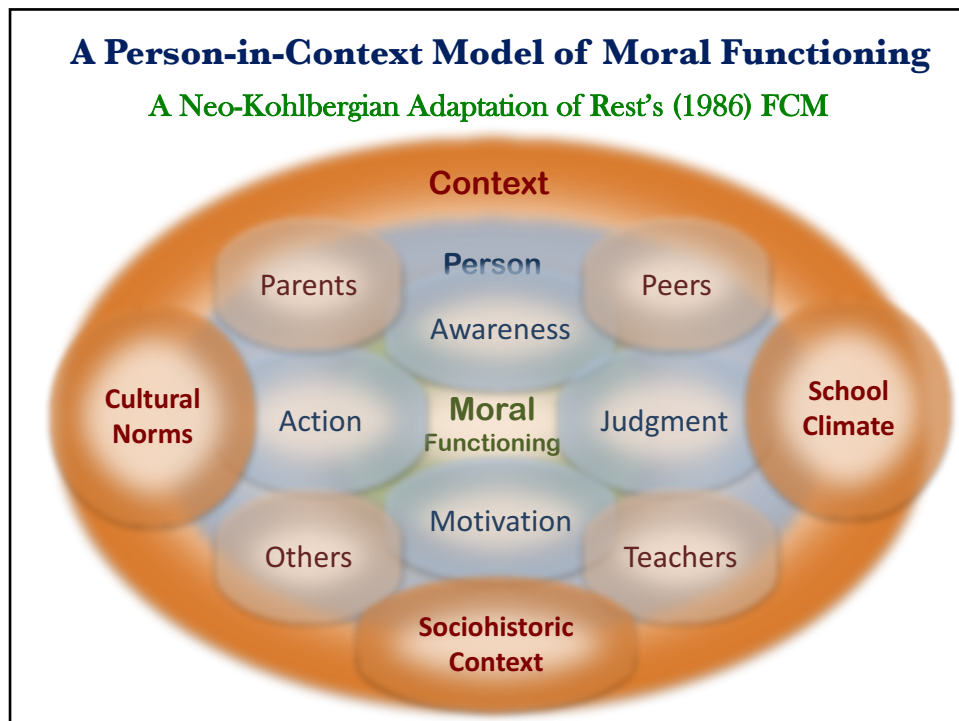 A Person-in-Context Model of Moral Functioning
A Neo-Kohlbergian Adaptation of Rest's (1986) FCM
Context
Person
Parents
Peers
Awareness
Cultural
Norms
Action
Moral
Functioning
Judgment
School
Climate
Motivation
Others
Teachers
Sociohistoric
Context